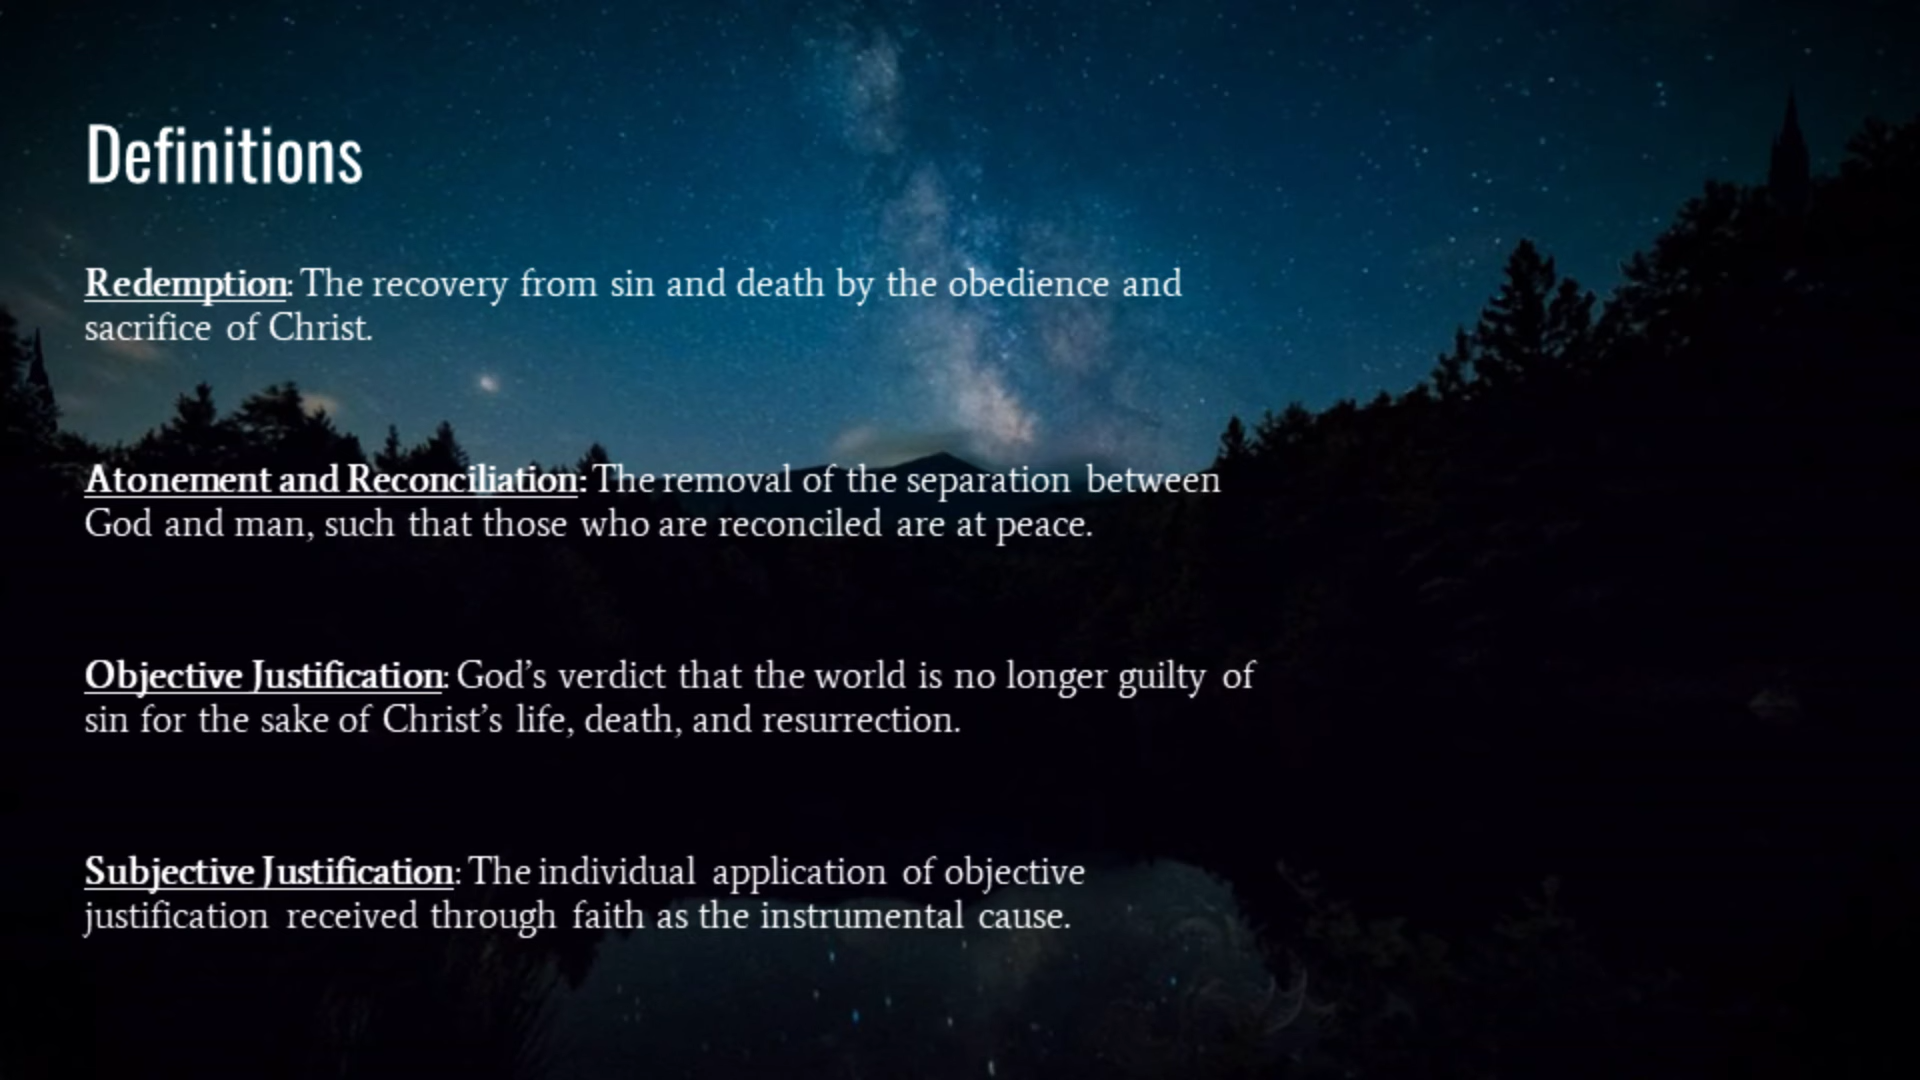 Definitions
Redemption: The recovery from sin and death by the obedience and
sacrifice of Christ.
Atonement and Reconciliation: The removal of the separation between
God and man, such that those who are reconciled are at peace.
Objective Justification: God’s verdict that the world is no longer guilty of
sin for the sake of Christ’s life, death, and resurrection.
Subjective Justification: The individual application of objective
justification received through faith as the instrumental cause.